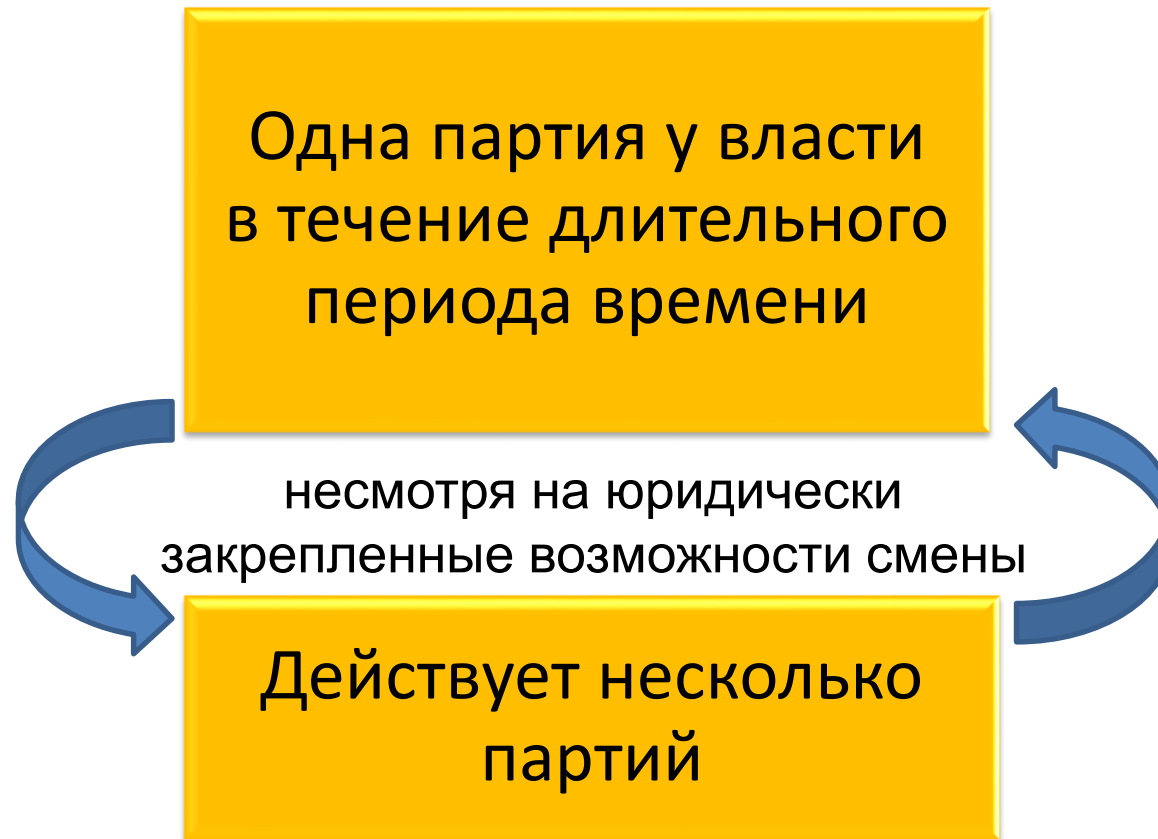 Одна партия у власти
в течение длительного
периода времени
несмотря на юридически
закрепленные возможности смены
Действует несколько
партий